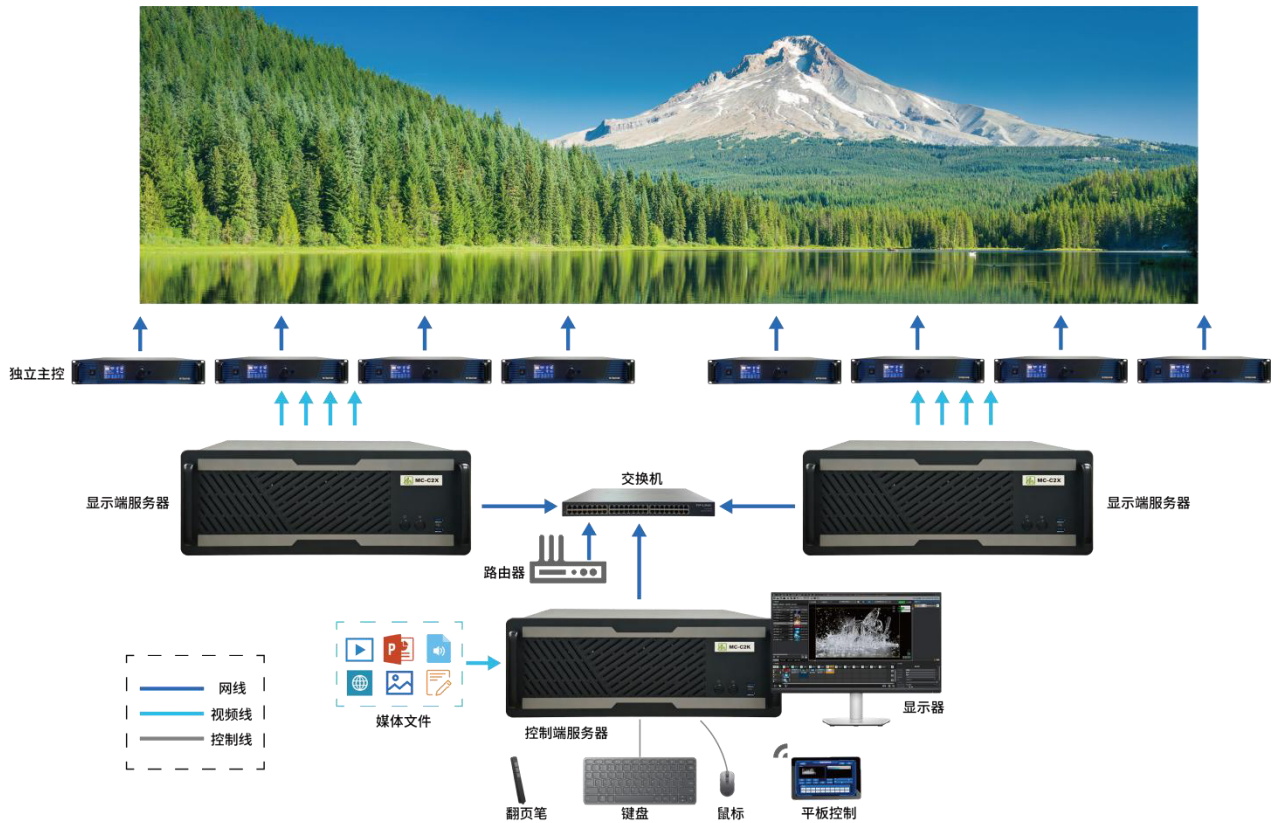 独立主控
交换机
显示端服务器
MC-C2X
MC-C2X
显示端服务器
路由器
MC-C2K
P
网线
视频线
控制线
媒体文件
控制端服务器
显示器
翻页笔
键盘
鼠标
平板控制